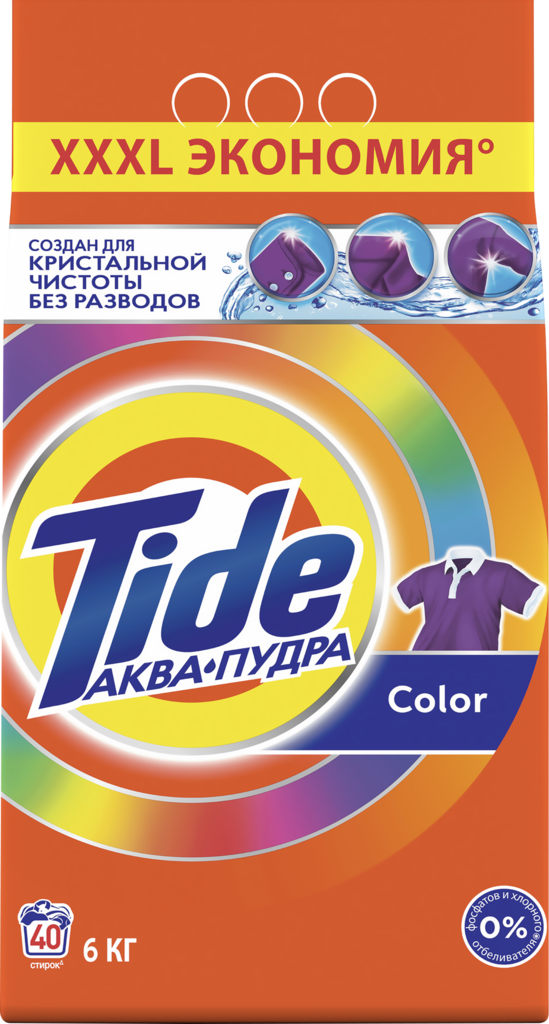 XXXL ЭКОНОМИЯ°
СОЗДАН ДЛЯ
КРИСТАЛЬНОЙ
ЧИСТОТЫ
БЕЗ РАЗВОДОВ
Tide
АКВА•ПУДРА
Color
40
стирок⁴
6 КГ
фосфатов и хлорного
0%
отбеливателя